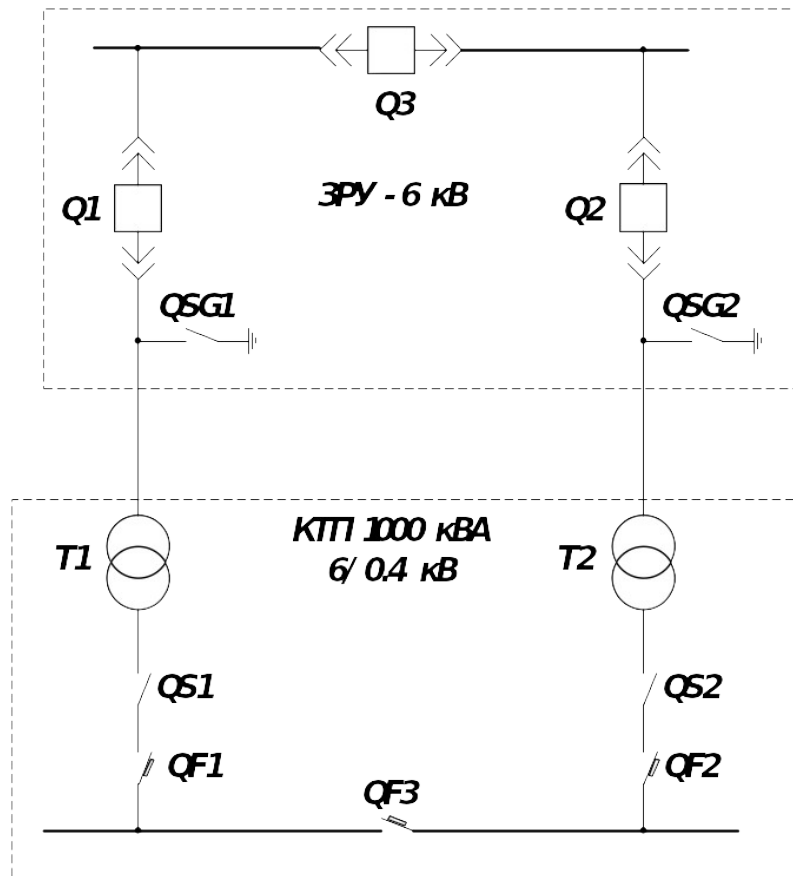 Q3
Q1
ЗРУ - 6 кВ
Q2
QSG1
QSG2
КТП 1000 кВА
6/ 0.4 кВ
T1
T2
QS1
QS2
QF1
QF2
QF3